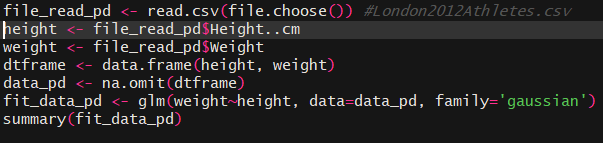 file_read_pd <- read.csv(file.choose()) #London2012Athletes.csv
height <- file_read_pd$Height..cm
weight <- file_read_pd$Weight
dtframe <- data.frame(height, weight)
data_pd <- na.omit(dtframe)
fit_data_pd <- glm(weight~height, data=data_pd, family='gaussian')
summary(fit_data_pd)